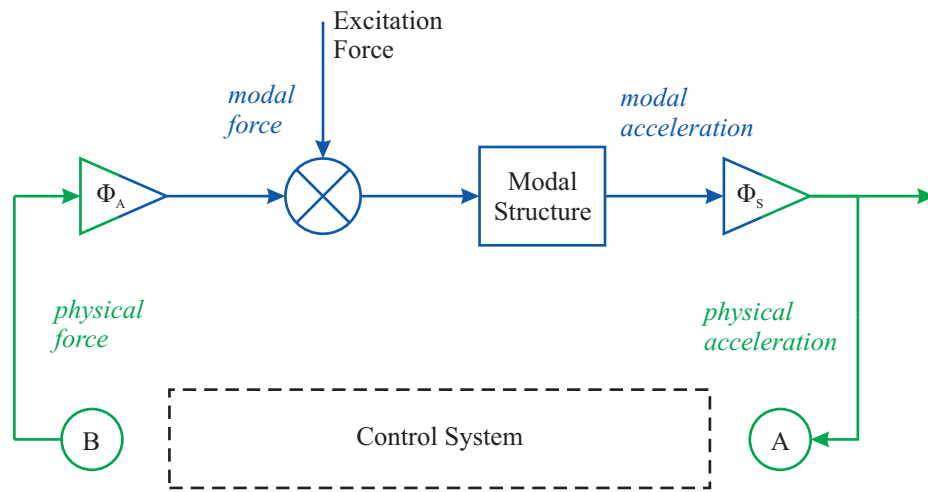 Excitation
Force
modal
force
modal
acceleration
Φ_A
Modal
Structure
Φ_S
physical
force
physical
acceleration
B
Control System
A